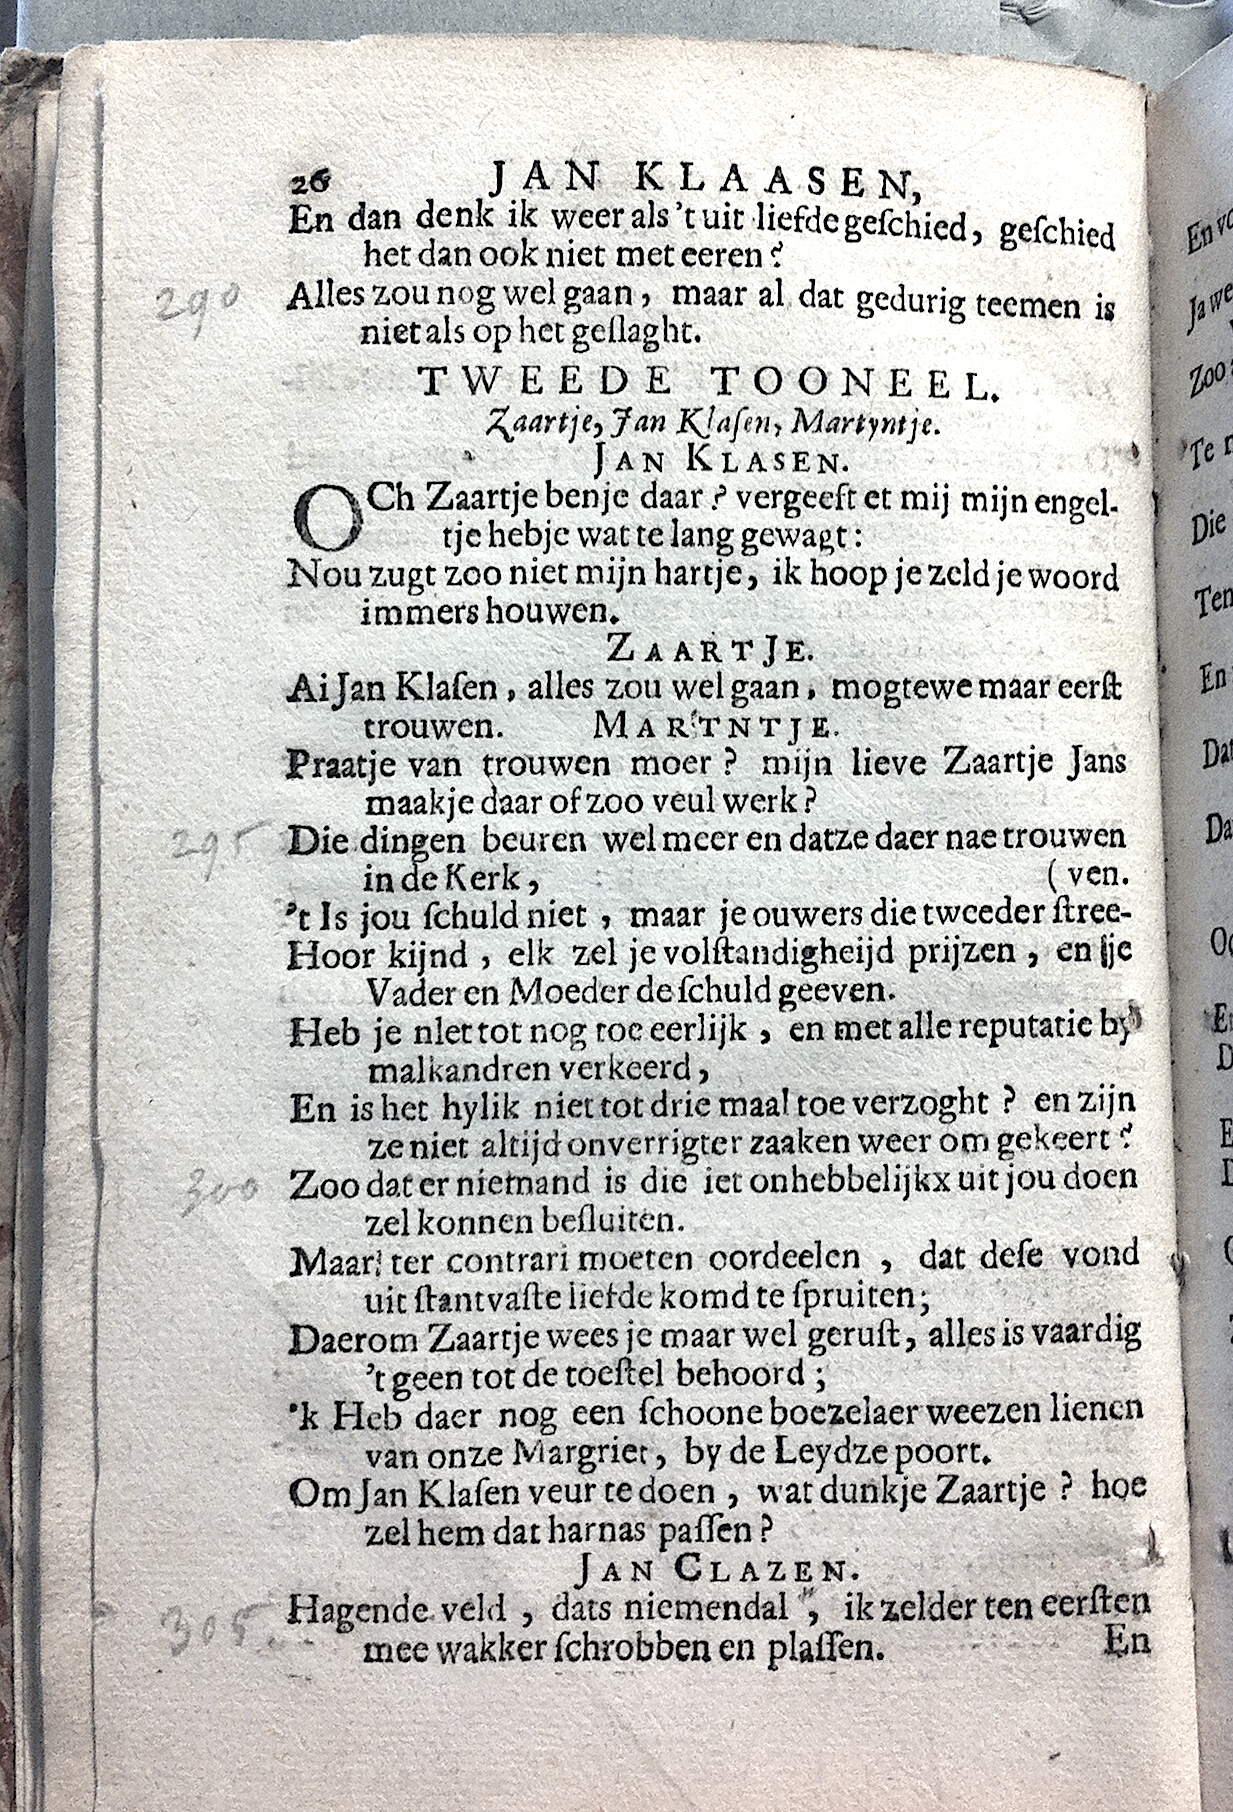 26 JAN KLAASEN,
En dan denk ik weer als 't uit liefde geſchied, geſchied
het dan ook niet met eeren?
290 Alles zou nog wel gaan, maar al dat gedurig teemen is
niet als op het geſlaght.
TWEEDE TOONEEL.
Zaartje, Jan Klaſen, Martyntje.
JAN KLASEN.
OCh Zaartje benje daar? vergeeft et mij mijn engel-
tje hebje wat te lang gewagt:
Nou zugt zoo niet mijn hartje, ik hoop je zeld je woord
immers houwen.
ZAARTJE.
Ai Jan Klaſen, alles zou wel gaan, mogtewe maar eerſt
trouwen. MARTNTJE.
Praatje van trouwen moer? mijn lieve Zaartje Jans
maakje daar of zoo veul werk?
295 Die dingen beuren wel meer en datze daer nae trouwen
in de Kerk, (ven.
't Is jou ſchuld niet, maar je ouwers die tweeder ſtree-
Hoor kijnd, elk zel je volſtandigheijd prijzen, en je
Vader en Moeder de ſchuld geeven.
Heb je nIet tot nog toe eerlijk, en met alle reputatie by
malkandren verkeerd,
En is het hylik niet tot drie maal toe verzoght? en zijn
ze niet altijd onverrigter zaaken weer om gekeert?
300 Zoo dat er niemand is die iet onhebbelijkx uit jou doen
zel konnen beſluiten.
Maar ter contrari moeten oordeelen, dat deſe vond
uit ſtantvaſte liefde komd te ſpruiten;
Daerom Zaartje wees je maar wel geruſt, alles is vaardig
't geen tot de toeſtel behoord;
'k Heb daer nog een ſchoone boezelaer weezen lienen
van onze Margriet, by de Leydze poort.
Om Jan Klaſen veur te doen, wat dunkje Zaartje? hoe
zel hem dat harnas paſſen?
JAN CLAZEN.
305 Hagende veld, dats niemendal, ik zelder ten eerſten
mee wakker ſchrobben en plaſſen. En
En
Ja we
Zoo
Te
Die
Ten
En
Dat